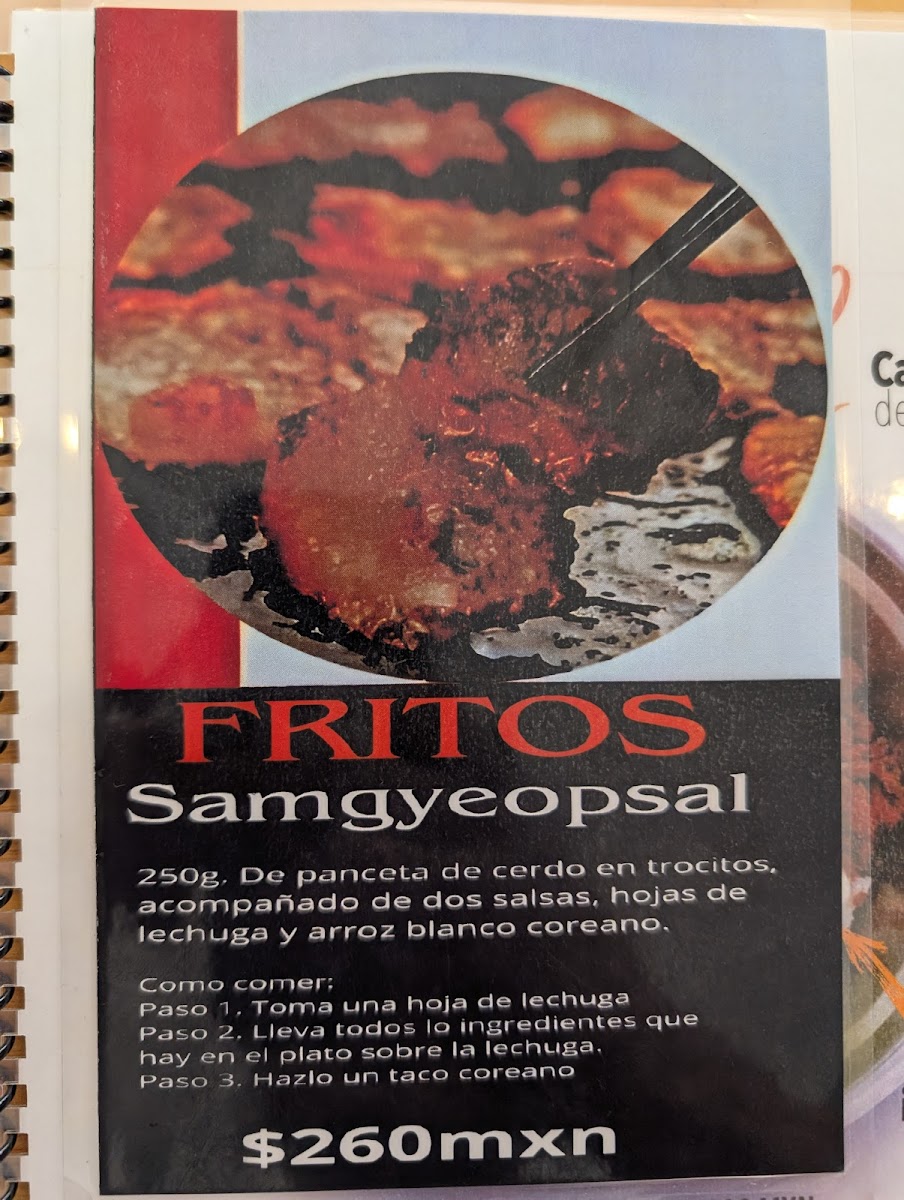 FRITOS
Samgyeopsal
250g. De panceta de cerdo en trocitos,
acompañado de dos salsas, hojas de
lechuga y arroz blanco coreano.
Como comer:
Paso 1. Toma una hoja de lechuga
Paso 2. Lleva todos lo ingredientes que
hay en el plato sobre la lechuga.
Paso 3. Hazlo un taco coreano
$260mxn